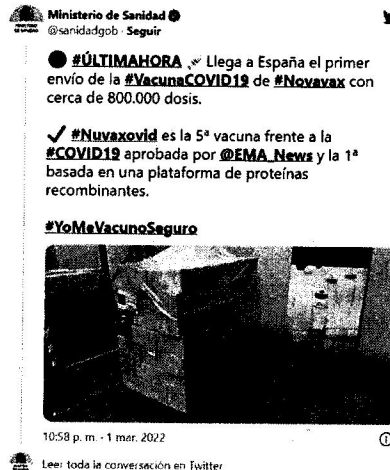 Ministerio de Sanidad
@sanidadgob · Seguir
#ÚLTIMAHORA Llega a España el primer
envío de la #VacunaCOVID19 de #Novavax con
cerca de 800.000 dosis.
✓ #Nuvaxovid es la 5ª vacuna frente a la
#COVID19 aprobada por @EMA_News y la 1ª
basada en una plataforma de proteínas
recombinantes.
#YoMeVacunoSeguro
10:58 p. m. · 1 mar. 2022
Leer toda la conversación en Twitter